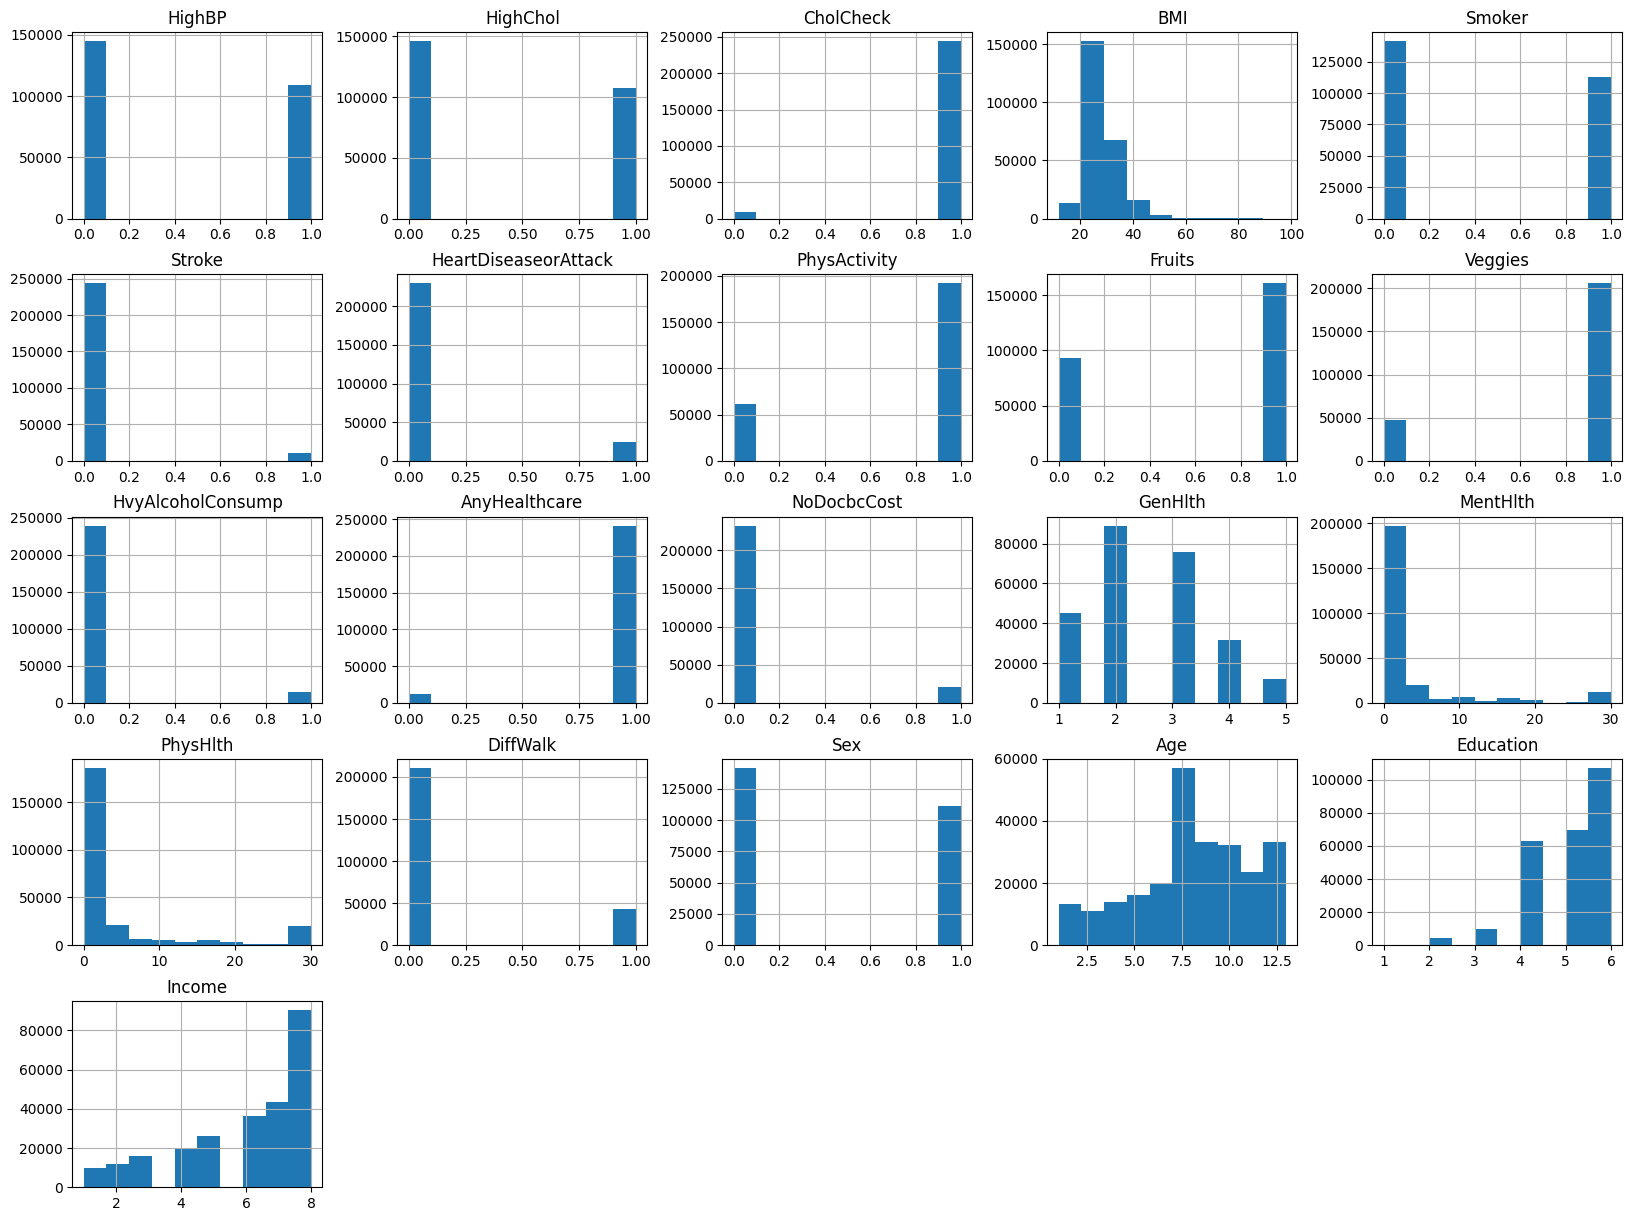 HighBP HighChol CholCheck BMI Smoker
150000 100000 50000 0
0.0 0.2 0.4 0.6 0.8 1.0
150000 100000 50000 0
0.00 0.25 0.50 0.75 1.00
250000 200000 150000 100000 50000 0
0.0 0.2 0.4 0.6 0.8 1.0
150000 100000 50000 0
20 40 60 80 100
125000 100000 75000 50000 25000 0
0.0 0.2 0.4 0.6 0.8 1.0
Stroke HeartDiseaseorAttack PhysActivity Fruits Veggies
250000 200000 150000 100000 50000 0
0.0 0.2 0.4 0.6 0.8 1.0
200000 150000 100000 50000 0
0.00 0.25 0.50 0.75 1.00
200000 150000 100000 50000 0
0.0 0.2 0.4 0.6 0.8 1.0
150000 100000 50000 0
0.0 0.2 0.4 0.6 0.8 1.0
200000 150000 100000 50000 0
0.0 0.2 0.4 0.6 0.8 1.0
HvyAlcoholConsump AnyHealthcare NoDocbcCost GenHlth MentHlth
250000 200000 150000 100000 50000 0
0.0 0.2 0.4 0.6 0.8 1.0
250000 200000 150000 100000 50000 0
0.00 0.25 0.50 0.75 1.00
200000 150000 100000 50000 0
0.0 0.2 0.4 0.6 0.8 1.0
80000 60000 40000 20000 0
1 2 3 4 5
200000 150000 100000 50000 0
0 10 20 30
PhysHlth DiffWalk Sex Age Education
150000 100000 50000 0
0 10 20 30
200000 150000 100000 50000 0
0.00 0.25 0.50 0.75 1.00
125000 100000 75000 50000 25000 0
0.0 0.2 0.4 0.6 0.8 1.0
60000 40000 20000 0
2.5 5.0 7.5 10.0 12.5
100000 80000 60000 40000 20000 0
1 2 3 4 5 6
Income
80000 60000 40000 20000 0
2 4 6 8